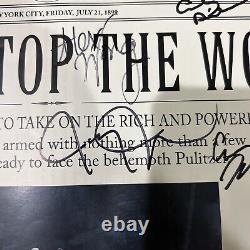 YORK CITY, FRIDAY, JULY 21, 1899
TOP THE WO
TO TAKE ON THE RICH AND POWERF
armed with nothing more than a few
ready to face the behemoth Pulitzer